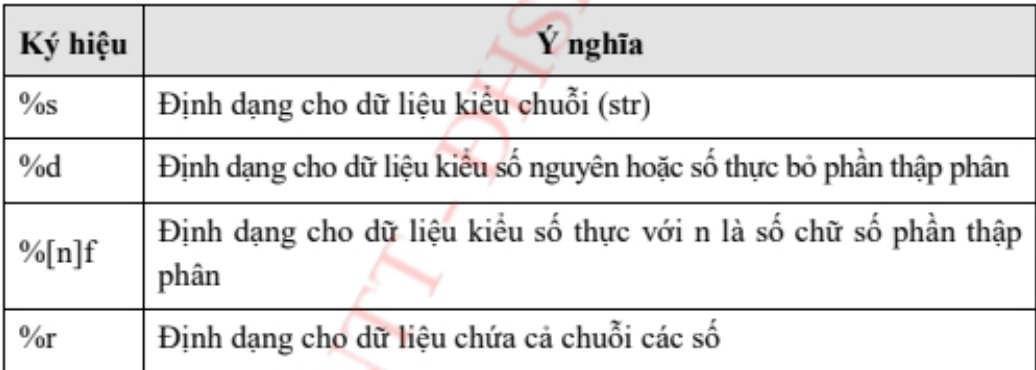 Ký hiệu Ý nghĩa
%s Định dạng cho dữ liệu kiểu chuỗi (str)
%d Định dạng cho dữ liệu kiểu số nguyên hoặc số thực bỏ phần thập phân
%[n]f Định dạng cho dữ liệu kiểu số thực với n là số chữ số phần thập
phân
%r Định dạng cho dữ liệu chứa cả chuỗi các số